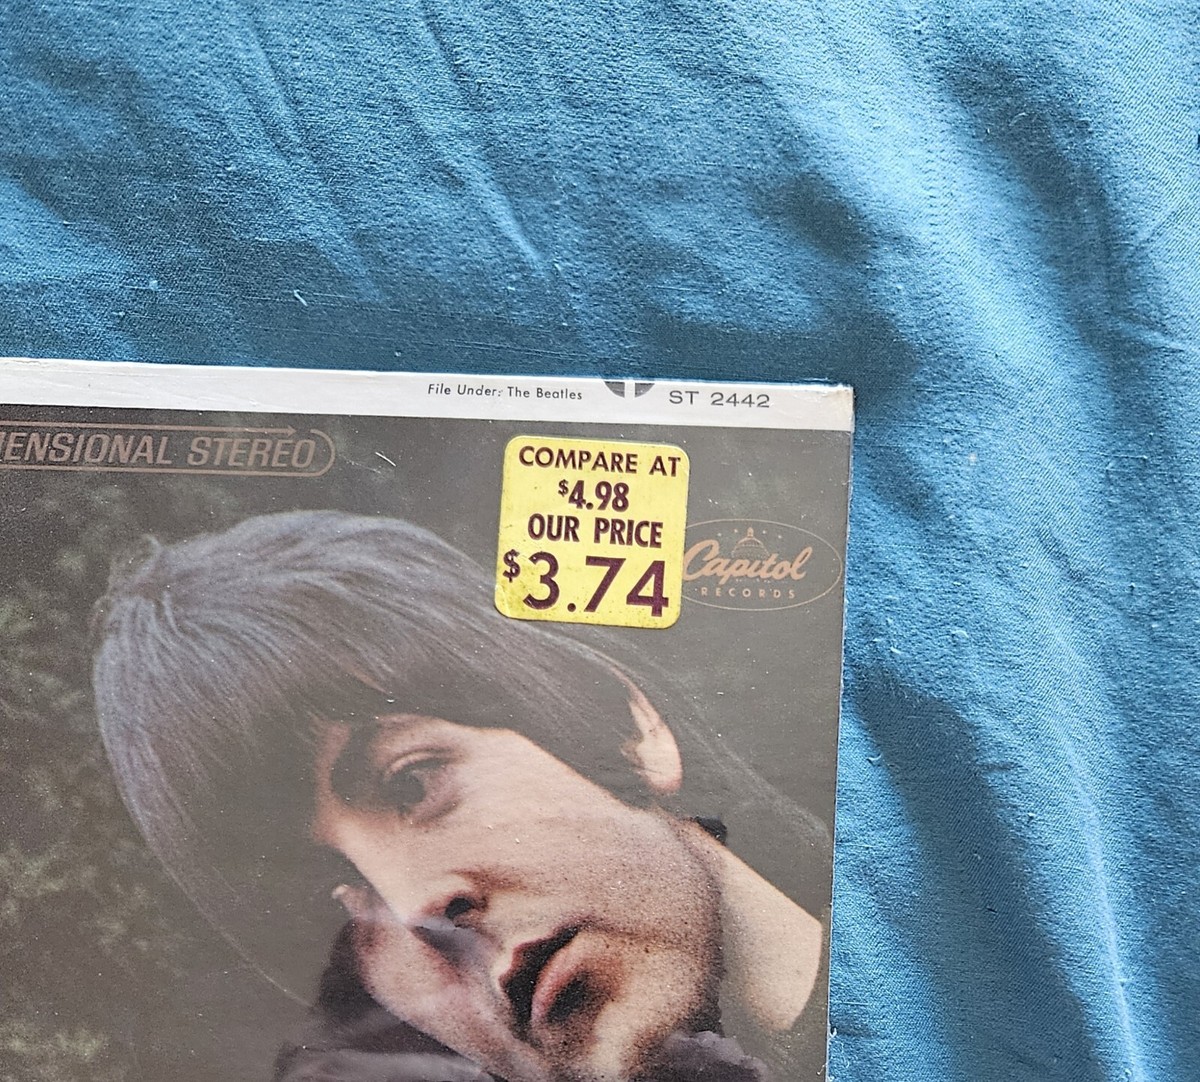 File Under: The Beatles ST 2442
ENSIONAL STEREO
COMPARE AT
$4.98
OUR PRICE
$3.74
Capitol
RECORDS